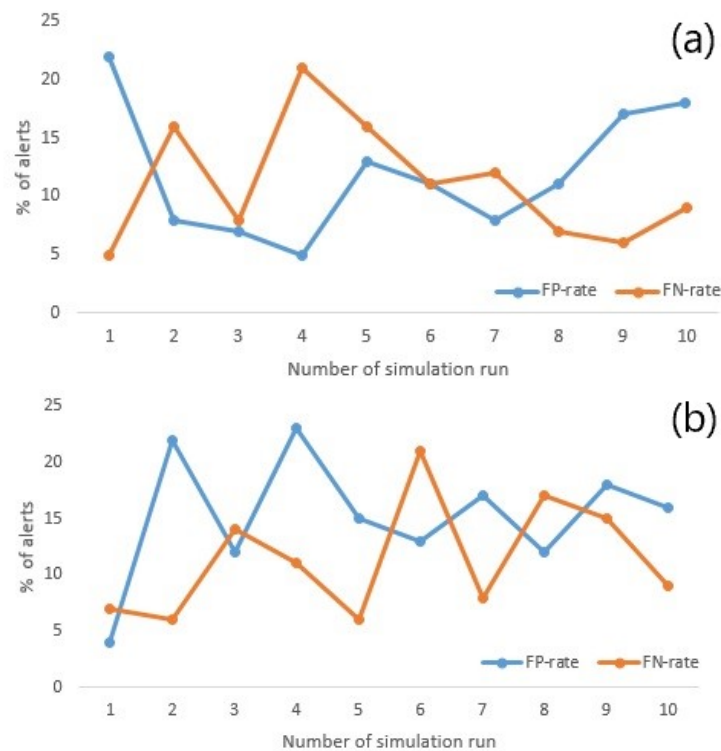 (a)
25
20
15
10
5
0
% of alerts
FP-rate FN-rate
1 2 3 4 5 6 7 8 9 10
Number of simulation run
(b)
25
20
15
10
5
0
% of alerts
FP-rate FN-rate
1 2 3 4 5 6 7 8 9 10
Number of simulation run